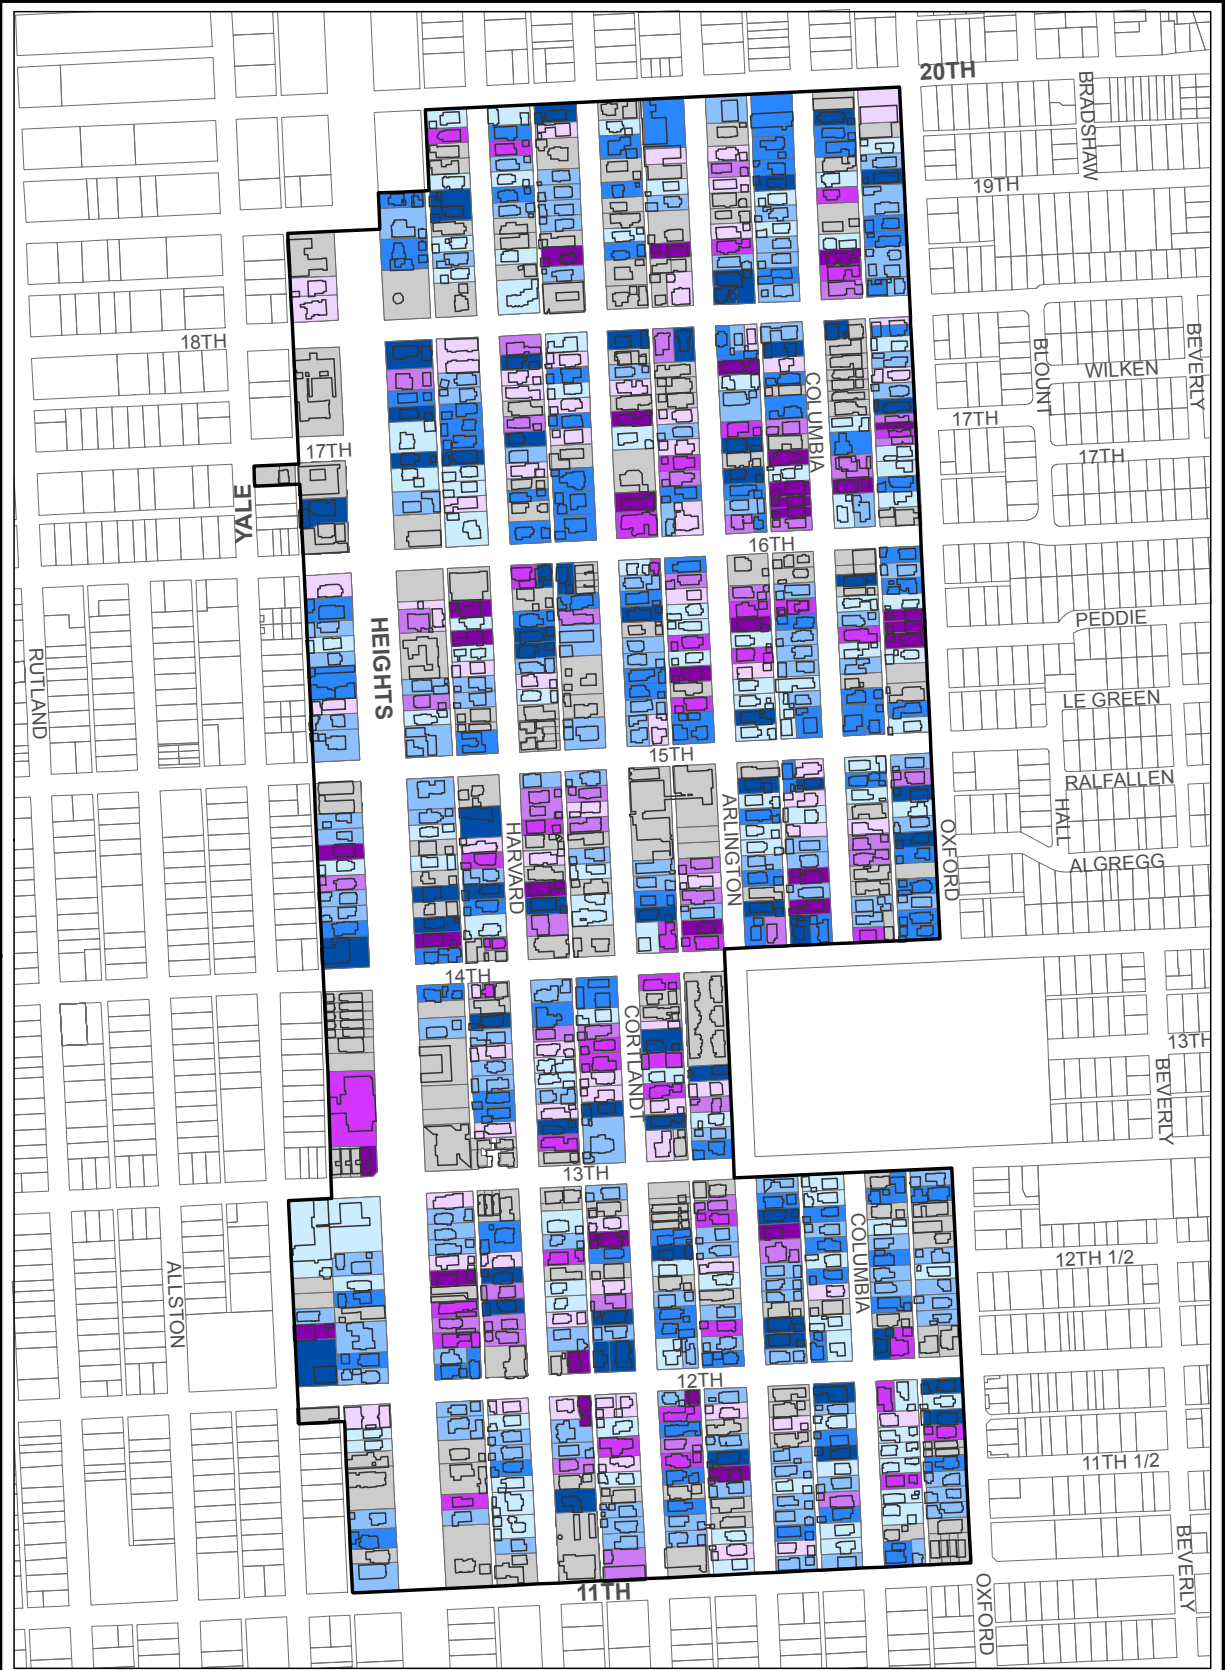 20TH
BRADSHAW
19TH
18TH
BLOUNT
BEVERLY
WILKEN
COLUMBIA
17TH
17TH
17TH
YALE
16TH
PEDDIE
HEIGHTS
RUTLAND
LE GREEN
15TH
RALFALLEN
HARVARD
ARLINGTON
OXFORD
HALL
ALGREGG
14TH
CORTLANDT
13TH
BEVERLY
13TH
COLUMBIA
12TH 1/2
ALLSTON
12TH
11TH 1/2
BEVERLY
11TH
OXFORD